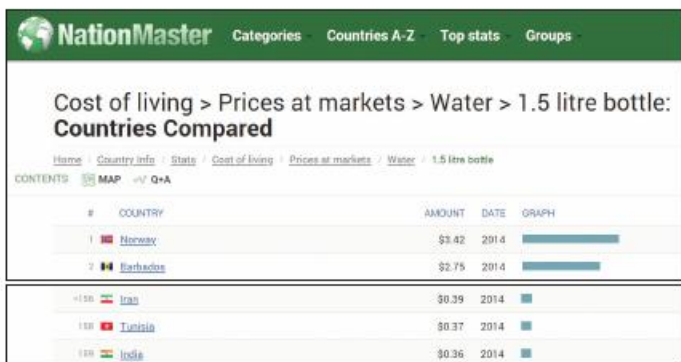 NationMaster Categories Countries A-Z Top stats Groups
Cost of living > Prices at markets > Water > 1.5 litre bottle:
Countries Compared
Home / Country Info / Stats / Cost of living / Prices at markets / Water / 1.5 litre bottle
CONTENTS MAP Q+A
# COUNTRY AMOUNT DATE GRAPH
1 Norway $3.42 2014
2 Barbados $2.75 2014
Iran $0.39 2014
Tunisia $0.37 2014
India $0.36 2014